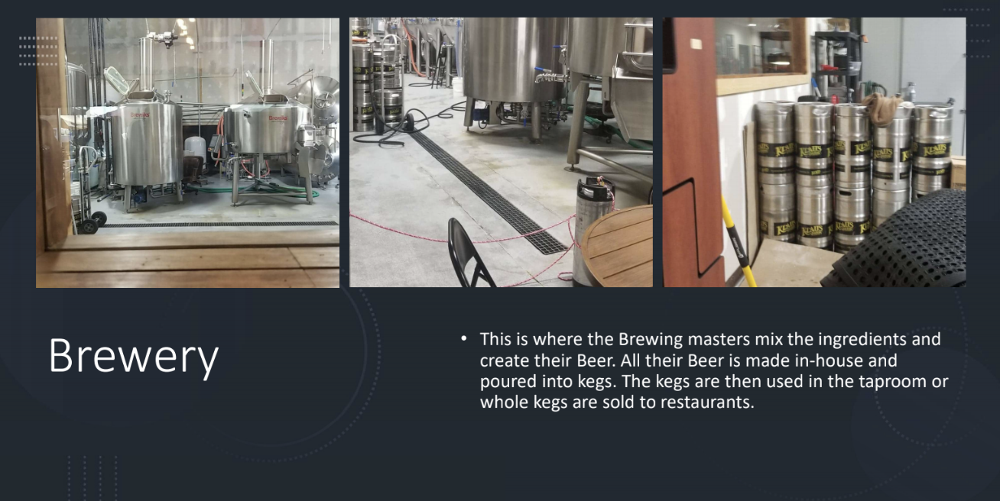 Brewery
• This is where the Brewing masters mix the ingredients and
create their Beer. All their Beer is made in-house and
poured into kegs. The kegs are then used in the taproom or
whole kegs are sold to restaurants.